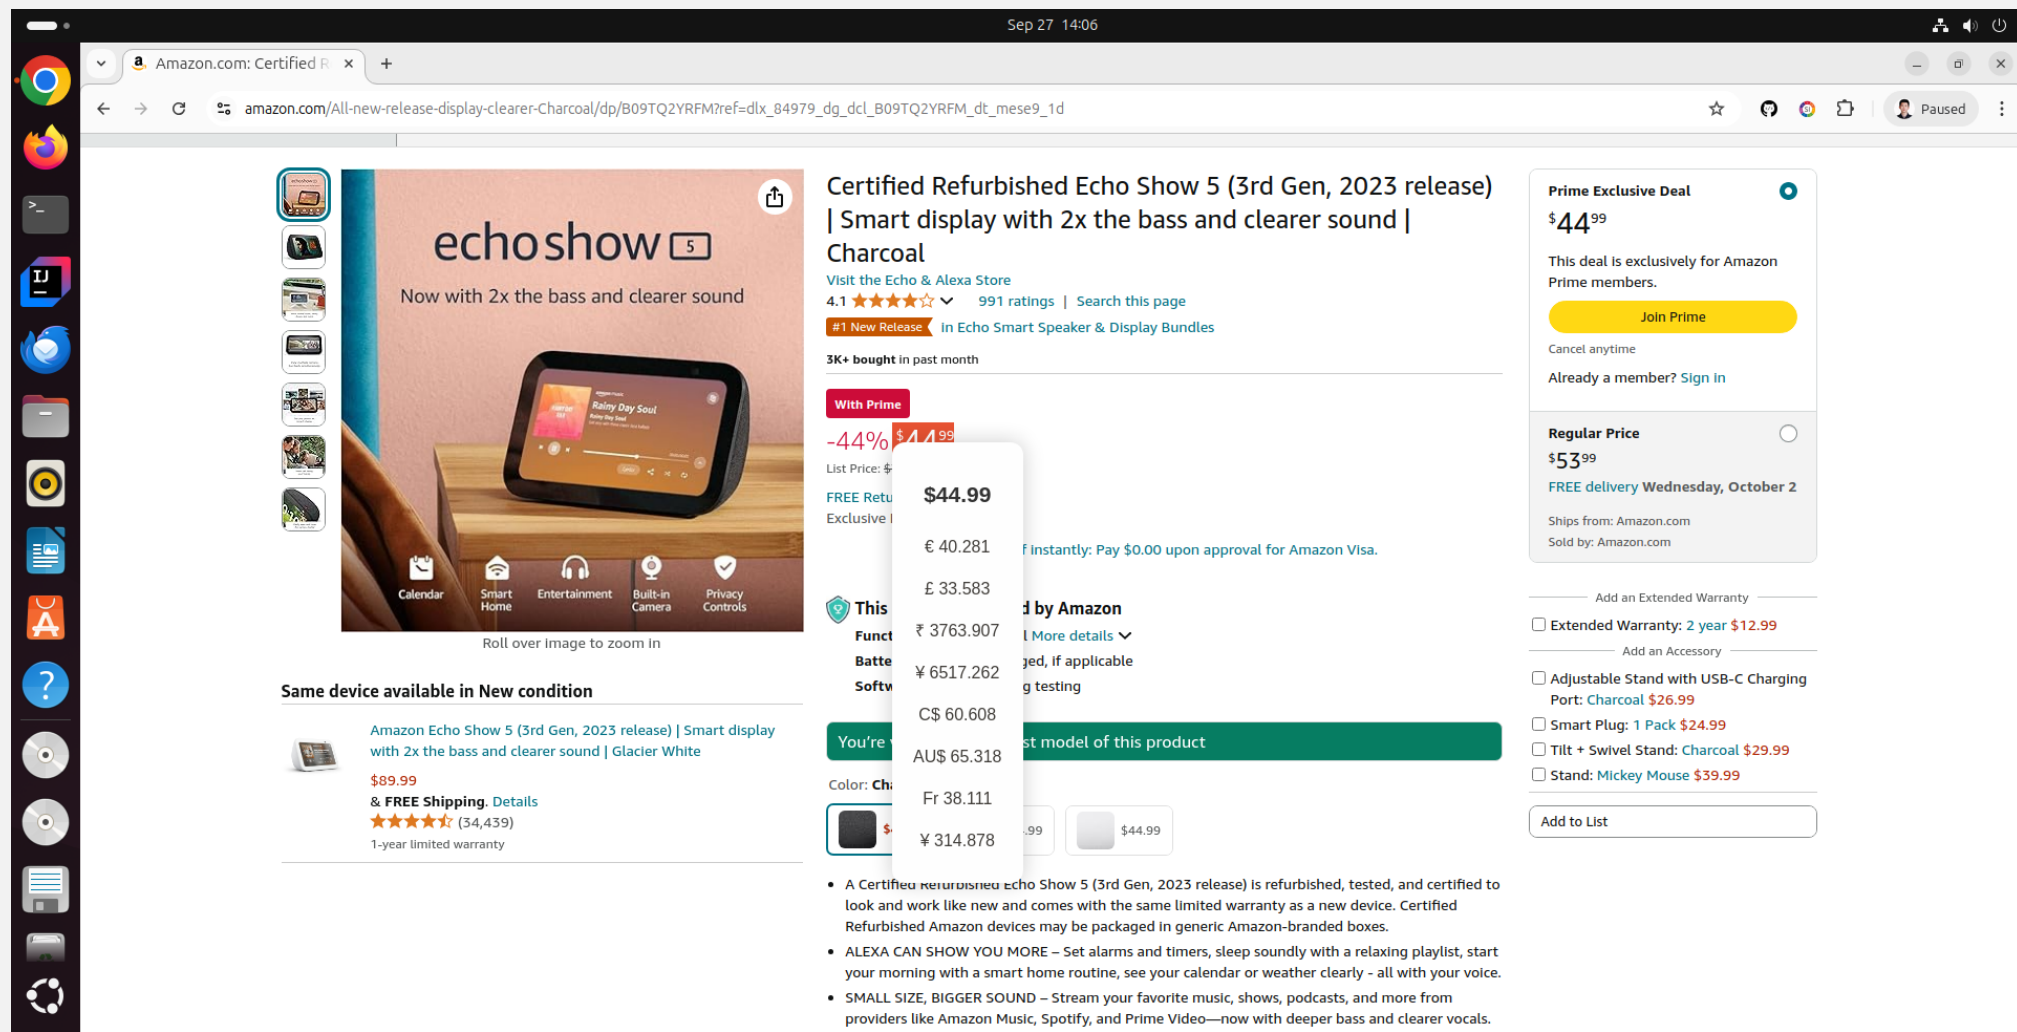 Sep 27 14:06
Amazon.com: Certified R
amazon.com/All-new-release-display-clearer-Charcoal/dp/B09TQ2YRFM?ref=dlx_84979_dg_dcl_B09TQ2YRFM_dt_mese9_1d
Paused
echo show 5
Now with 2x the bass and clearer sound
Rainy Day Soul
Calendar
Smart Home
Entertainment
Built-in Camera
Privacy Controls
Roll over image to zoom in
Same device available in New condition
Amazon Echo Show 5 (3rd Gen, 2023 release) | Smart display
with 2x the bass and clearer sound | Glacier White
$89.99
& FREE Shipping. Details
(34,439)
1-year limited warranty
Certified Refurbished Echo Show 5 (3rd Gen, 2023 release)
| Smart display with 2x the bass and clearer sound |
Charcoal
Visit the Echo & Alexa Store
4.1 991 ratings | Search this page
#1 New Release in Echo Smart Speaker & Display Bundles
3K+ bought in past month
With Prime
-44% $44 99
List Price:
FREE
Exclusive
$44.99
€ 40.281
£ 33.583
₹ 3763.907
¥ 6517.262
C$ 60.608
AU$ 65.318
Fr 38.111
¥ 314.878
f instantly: Pay $0.00 upon approval for Amazon Visa.
This d by Amazon
Funct l More details
Batte ged, if applicable
Softw g testing
You're st model of this product
Color: Cha
.99
$44.99
• A Certified Refurbished Echo Show 5 (3rd Gen, 2023 release) is refurbished, tested, and certified to
look and work like new and comes with the same limited warranty as a new device. Certified
Refurbished Amazon devices may be packaged in generic Amazon-branded boxes.
• ALEXA CAN SHOW YOU MORE – Set alarms and timers, sleep soundly with a relaxing playlist, start
your morning with a smart home routine, see your calendar or weather clearly - all with your voice.
• SMALL SIZE, BIGGER SOUND – Stream your favorite music, shows, podcasts, and more from
providers like Amazon Music, Spotify, and Prime Video—now with deeper bass and clearer vocals.
Prime Exclusive Deal
$44 99
This deal is exclusively for Amazon
Prime members.
Join Prime
Cancel anytime
Already a member? Sign in
Regular Price
$53 99
FREE delivery Wednesday, October 2
Ships from: Amazon.com
Sold by: Amazon.com
Add an Extended Warranty
Extended Warranty: 2 year $12.99
Add an Accessory
Adjustable Stand with USB-C Charging
Port: Charcoal $26.99
Smart Plug: 1 Pack $24.99
Tilt + Swivel Stand: Charcoal $29.99
Stand: Mickey Mouse $39.99
Add to List